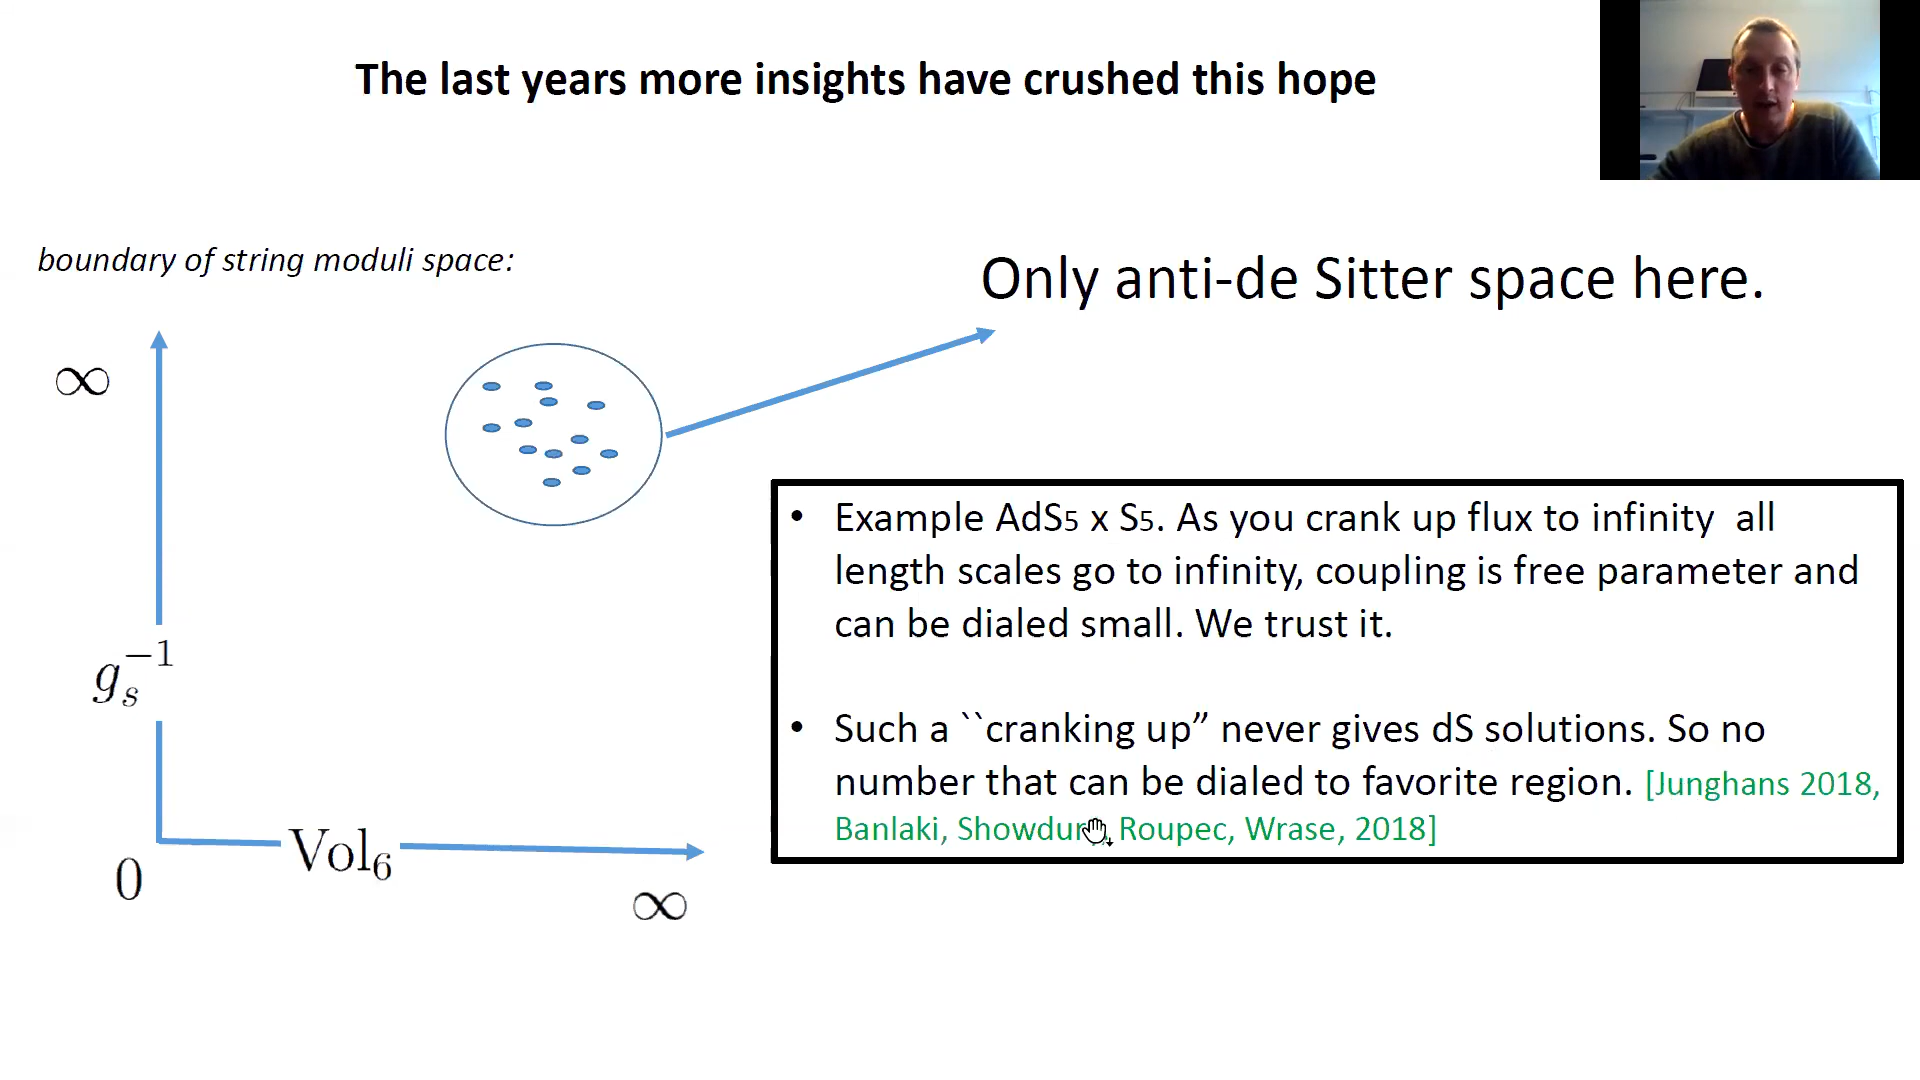 The last years more insights have crushed this hope
boundary of string moduli space:
Only anti-de Sitter space here.
∞
g_s^{-1}
0
Vol_6
∞
• Example AdS5 x S5. As you crank up flux to infinity all
length scales go to infinity, coupling is free parameter and
can be dialed small. We trust it.
• Such a ``cranking up” never gives dS solutions. So no
number that can be dialed to favorite region. [Junghans 2018,
Banlaki, Roupec, Wrase, 2018]